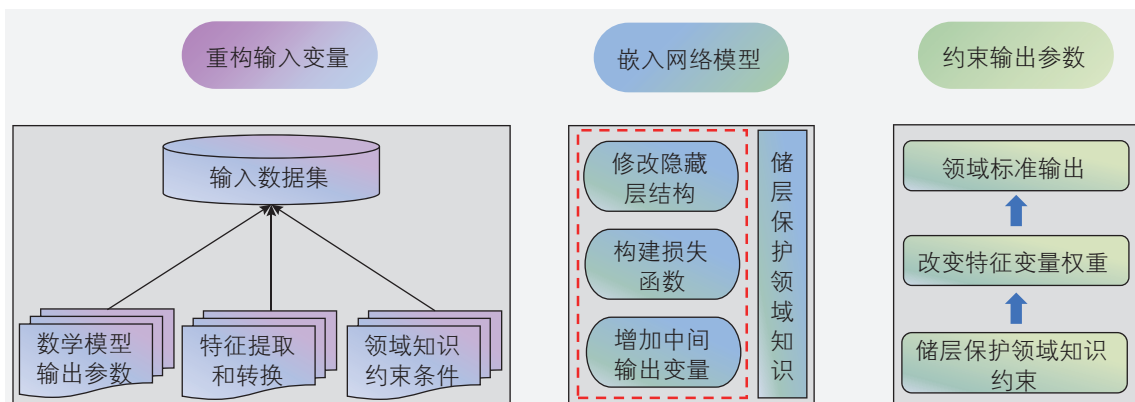 重构输入变量
嵌入网络模型
约束输出参数
输入数据集
数学模型
输出参数
特征提取
和转换
领域知识
约束条件
修改隐藏
层结构
构建损失
函数
增加中间
输出变量
储层保护领域知识
领域标准输出
改变特征变量权重
储层保护领域知识
约束